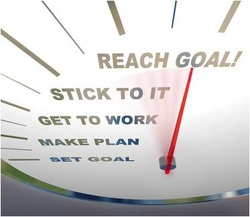 REACH GOAL!
STICK TO IT
GET TO WORK
MAKE PLAN
SET GOAL